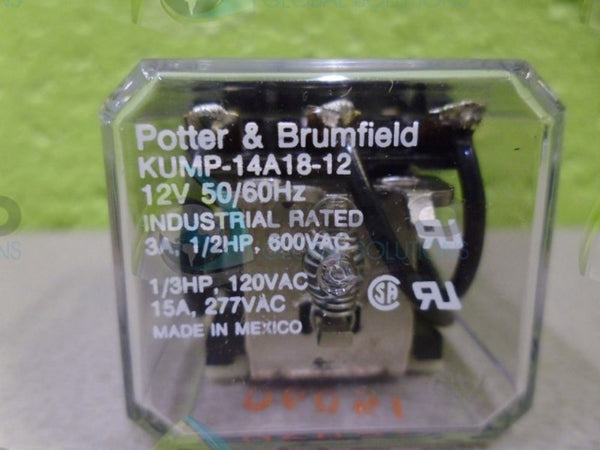 Potter & Brumfield
KUMP-14A18-12
12V 50/60Hz
INDUSTRIAL RATED
3A, 1/2HP, 600VAC
1/3HP, 120VAC
15A, 277VAC
MADE IN MEXICO